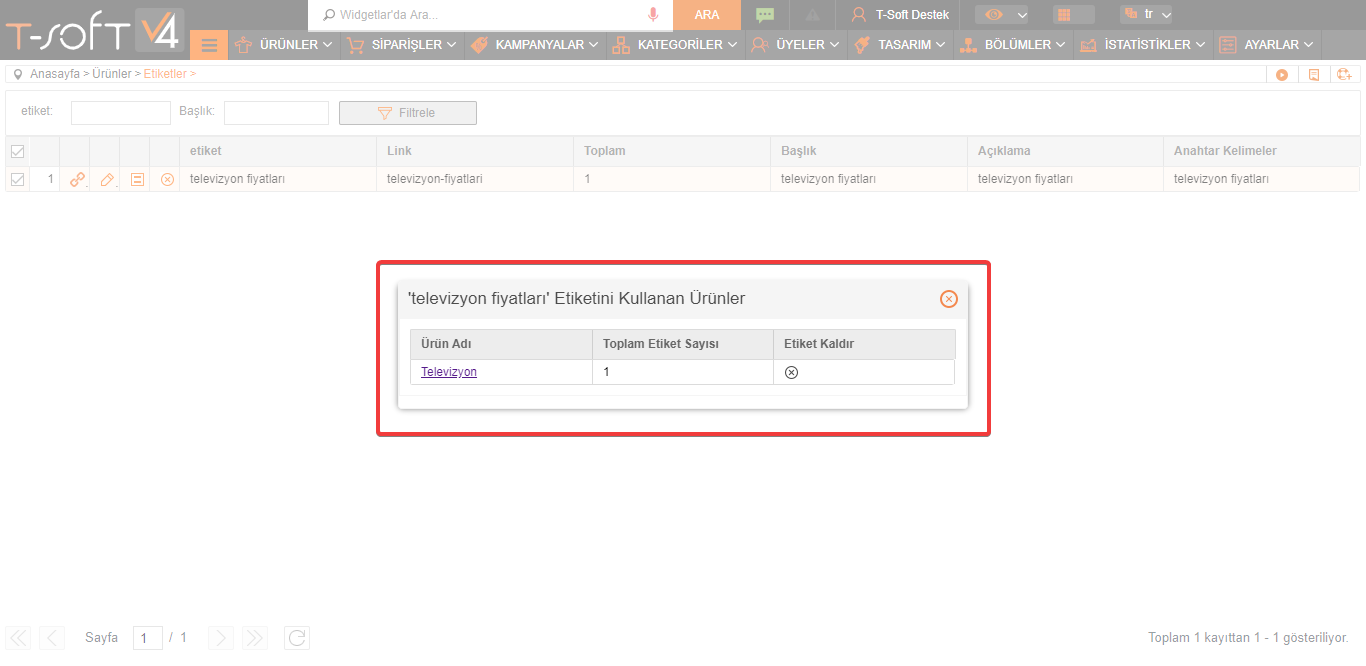 T-SOFT V4
Widgetlar'da Ara...
ARA
T-Soft Destek
tr
ÜRÜNLER
SİPARİŞLER
KAMPANYALAR
KATEGORİLER
ÜYELER
TASARIM
BÖLÜMLER
İSTATİSTİKLER
AYARLAR
Anasayfa > Ürünler > Etiketler >
etiket:
Başlık:
Filtrele
etiket Link Toplam Başlık Açıklama Anahtar Kelimeler
1 televizyon fiyatları televizyon-fiyatlari 1 televizyon fiyatları televizyon fiyatları televizyon fiyatları
'televizyon fiyatları' Etiketini Kullanan Ürünler
Ürün Adı Toplam Etiket Sayısı Etiket Kaldır
Televizyon 1
Sayfa 1 / 1
Toplam 1 kayıttan 1 - 1 gösteriliyor.